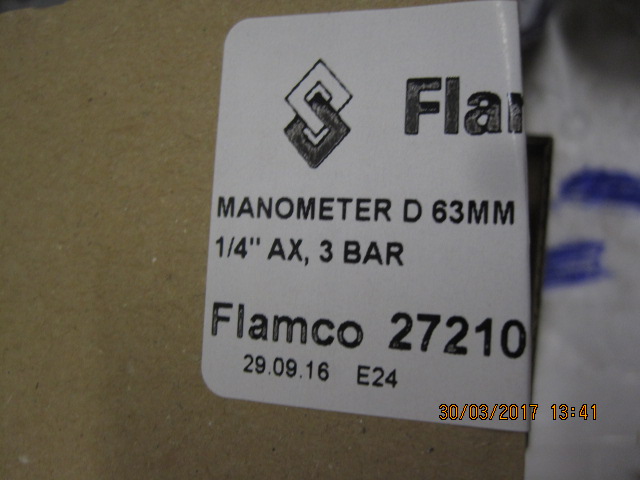 Flam
MANOMETER D 63MM
1/4" AX, 3 BAR
Flamco 27210
29.09.16 E24
30/03/2017 13:41